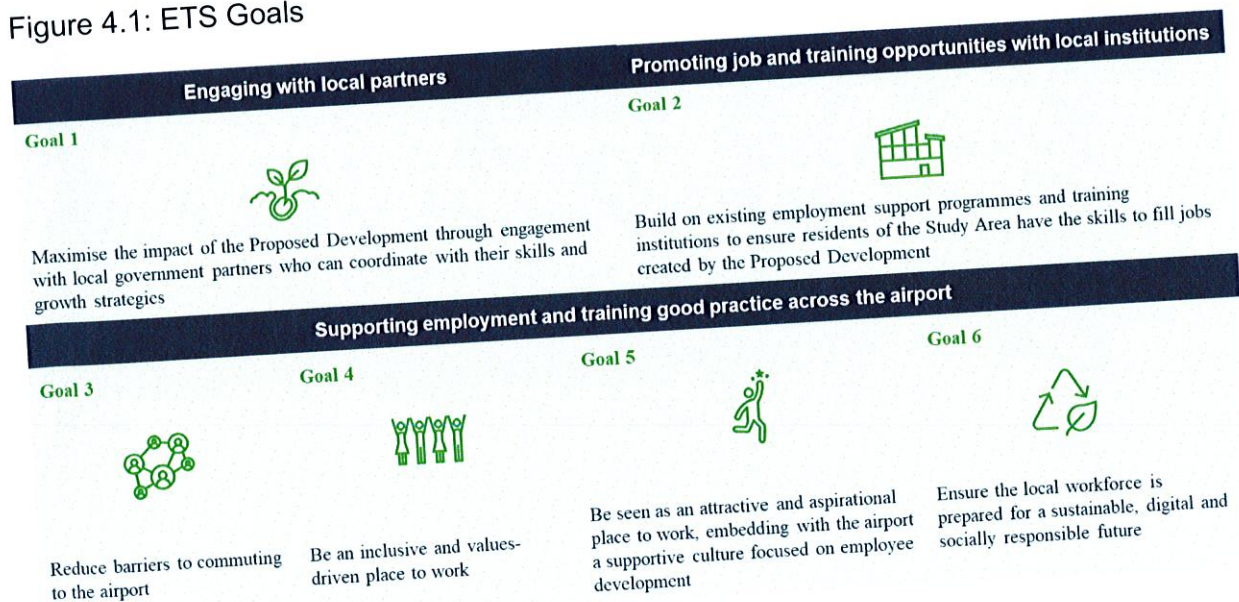 Figure 4.1: ETS Goals
Engaging with local partners
Promoting job and training opportunities with local institutions
Goal 1
Maximise the impact of the Proposed Development through engagement
with local government partners who can coordinate with their skills and
growth strategies
Goal 2
Build on existing employment support programmes and training
institutions to ensure residents of the Study Area have the skills to fill jobs
created by the Proposed Development
Supporting employment and training good practice across the airport
Goal 3
Reduce barriers to commuting
to the airport
Goal 4
Be an inclusive and values-
driven place to work
Goal 5
Be seen as an attractive and aspirational
place to work, embedding with the airport
a supportive culture focused on employee
development
Goal 6
Ensure the local workforce is
prepared for a sustainable, digital and
socially responsible future